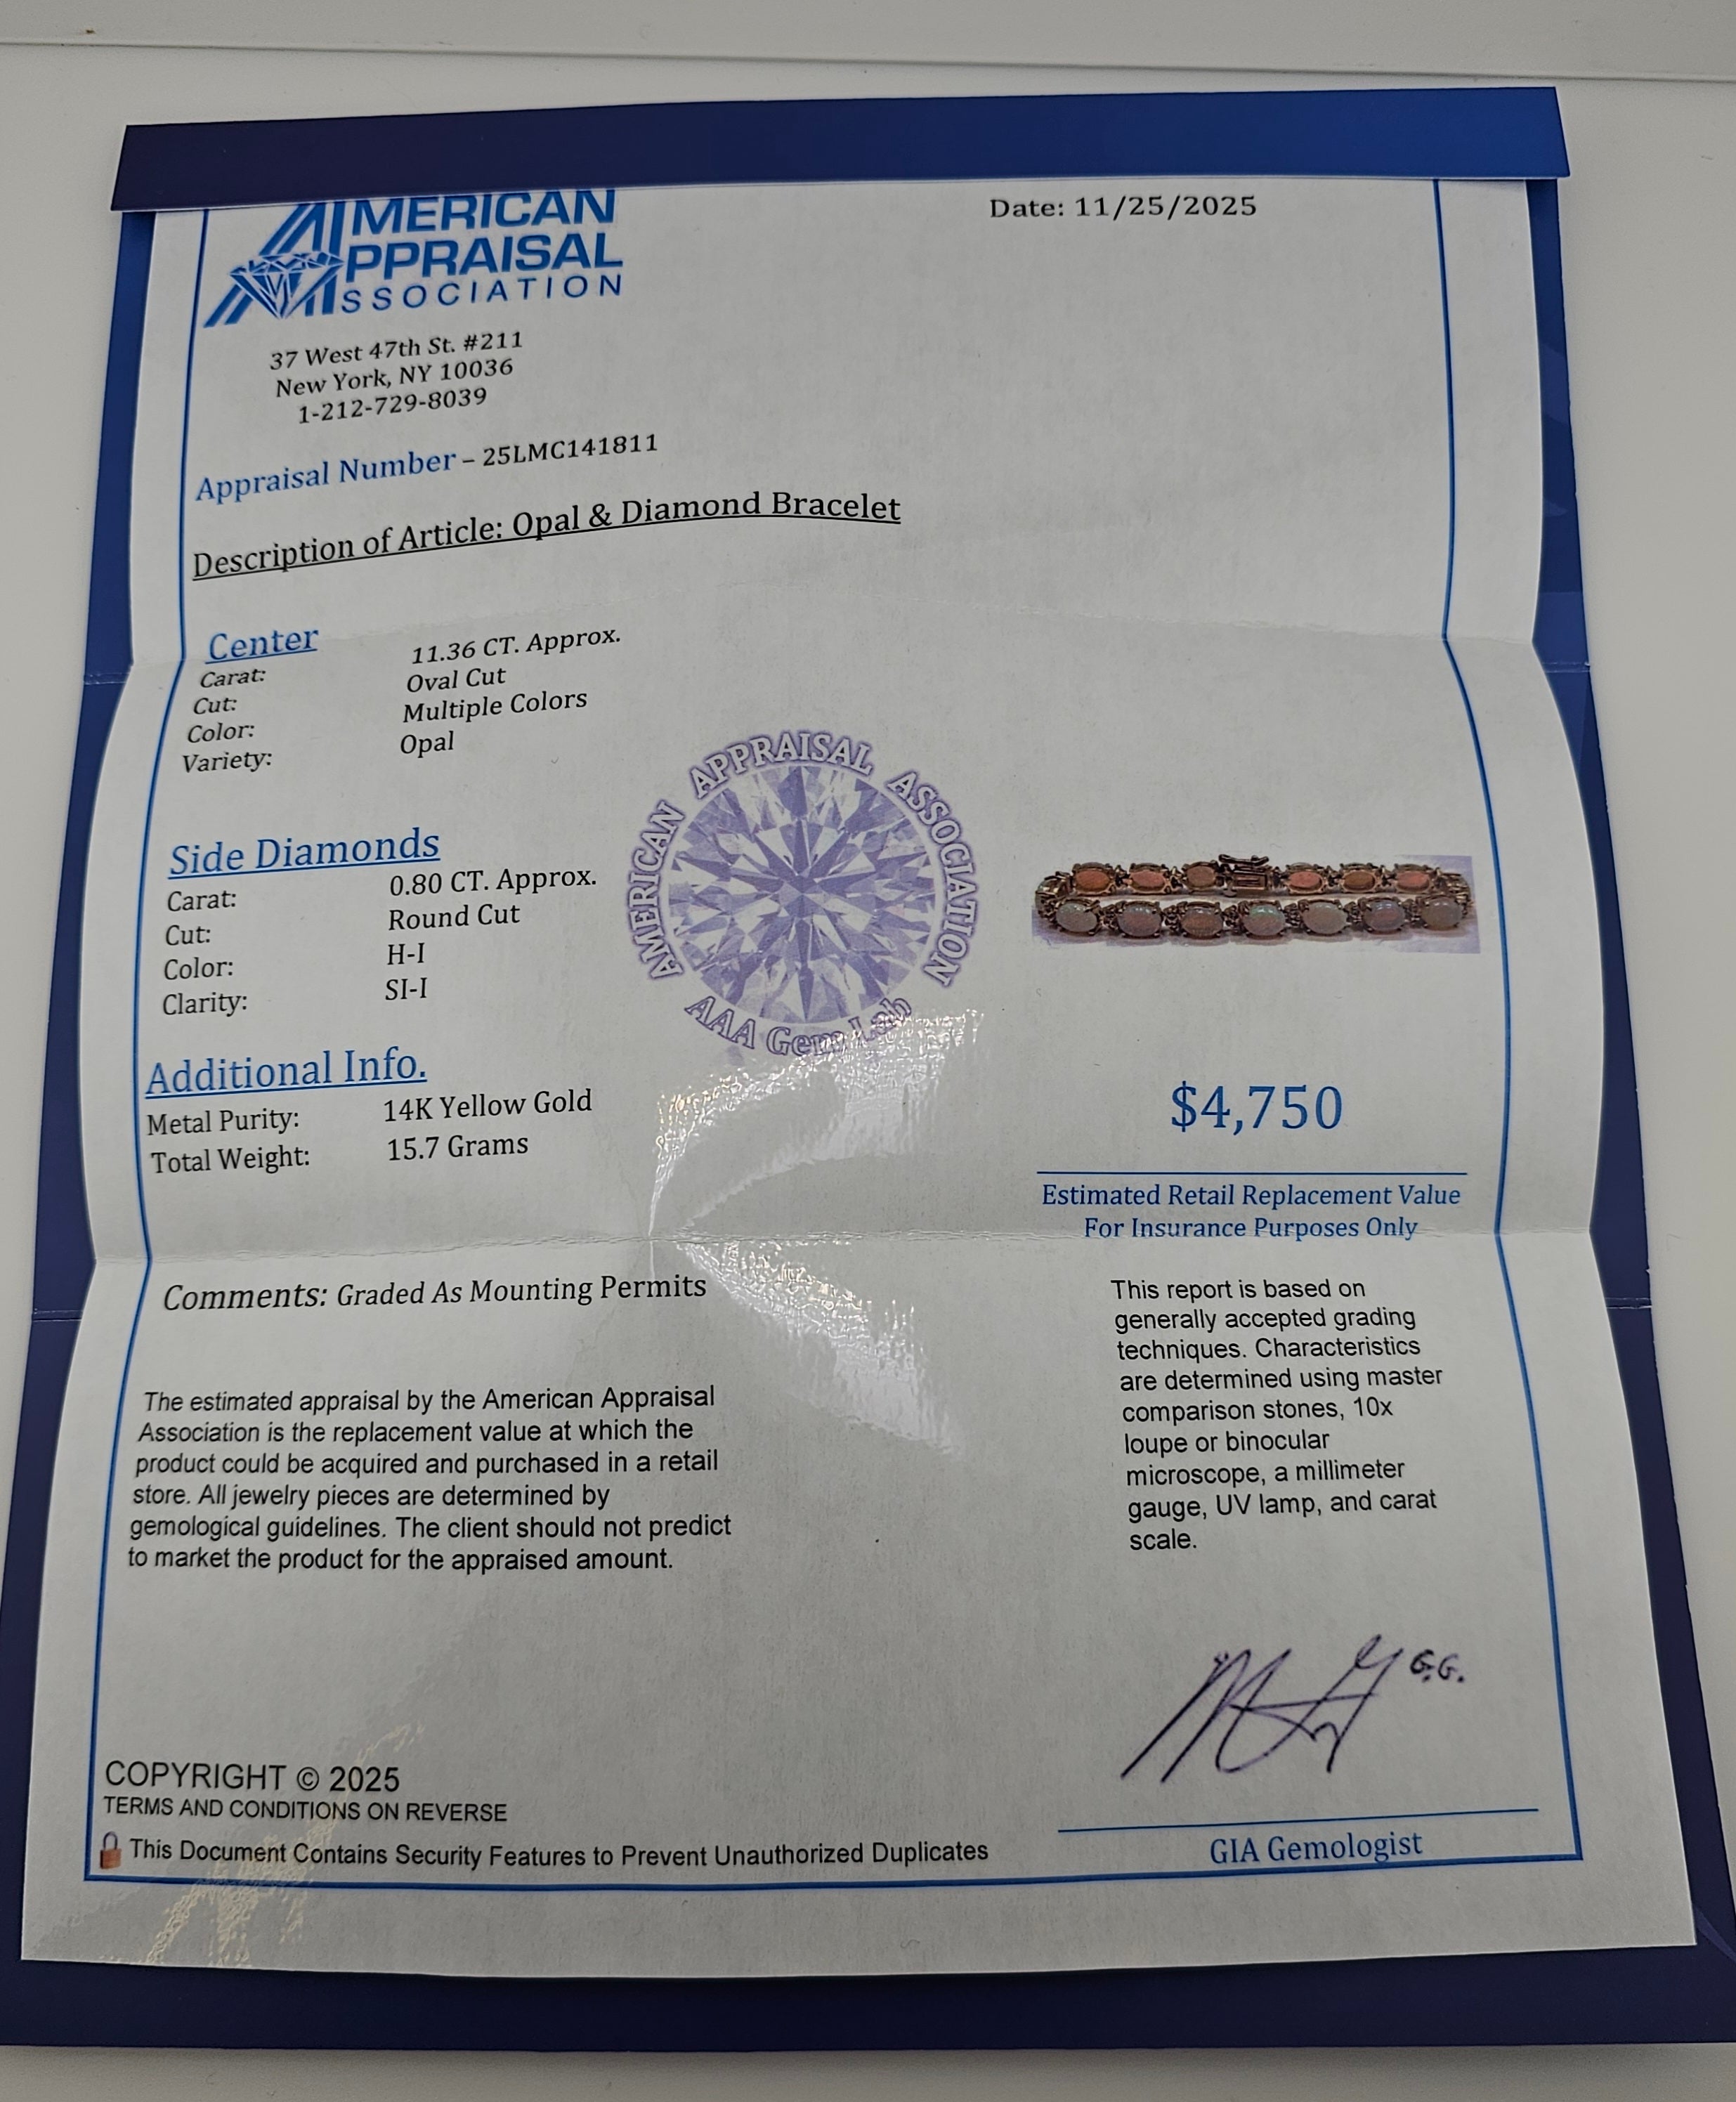 AMERICAN
APPRAISAL
ASSOCIATION
Date: 11/25/2025
37 West 47th St. #211
New York, NY 10036
1-212-729-8039
Appraisal Number – 25LMC141811
Description of Article: Opal & Diamond Bracelet
Center
Carat: 11.36 CT. Approx.
Cut: Oval Cut
Color: Multiple Colors
Variety: Opal
Side Diamonds
Carat: 0.80 CT. Approx.
Cut: Round Cut
Color: H-I
Clarity: SI-I
AMERICAN APPRAISAL ASSOCIATION
AAA Gem Lab
Additional Info.
Metal Purity: 14K Yellow Gold
Total Weight: 15.7 Grams
$4,750
Estimated Retail Replacement Value
For Insurance Purposes Only
Comments: Graded As Mounting Permits
The estimated appraisal by the American Appraisal
Association is the replacement value at which the
product could be acquired and purchased in a retail
store. All jewelry pieces are determined by
gemological guidelines. The client should not predict
to market the product for the appraised amount.
This report is based on
generally accepted grading
techniques. Characteristics
are determined using master
comparison stones, 10x
loupe or binocular
microscope, a millimeter
gauge, UV lamp, and carat
scale.
G.G.
GIA Gemologist
COPYRIGHT © 2025
TERMS AND CONDITIONS ON REVERSE
This Document Contains Security Features to Prevent Unauthorized Duplicates